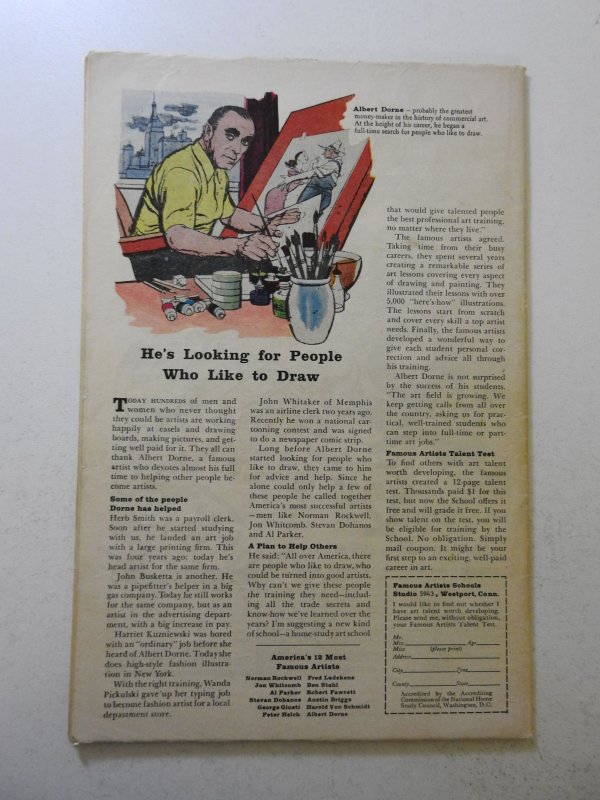 Albert Dorne – probably the greatest
money-maker in the history of commercial art.
At the height of his career, he began a
full-time search for people who like to draw.
He's Looking for People
Who Like to Draw
TODAY HUNDREDS of men and
women who never thought
they could be artists are working
happily at easels and drawing
boards, making pictures, and get-
ting well paid for it. They all can
thank Albert Dorne, a famous
artist who devotes almost his full
time to helping other people be-
come artists.
Some of the people
Dorne has helped
Herb Smith was a payroll clerk.
Soon after he started studying
with us, he landed an art job
with a large printing firm. This
was four years ago; today he's
head artist for the same firm.
John Busketta is another. He
was a pipefitter's helper in a big
gas company. Today he still works
for the same company, but as an
artist in the advertising depart-
ment, with a big increase in pay.
Harriet Kuzniewski was bored
with an "ordinary" job before she
heard of Albert Dorne. Today she
does high-style fashion illustra-
tion in New York.
With the right training, Wanda
Pickulski gave up her typing job
to become fashion artist for a local
department store.
John Whitaker of Memphis
was an airline clerk two years ago.
Recently he won a national car-
tooning contest and was signed
to do a newspaper comic strip.
Long before Albert Dorne
started looking for people who
like to draw, they came to him
for advice and help. Since he
alone could help only a few of
these people he called together
America's most successful artists
—men like Norman Rockwell,
Jon Whitcomb, Stevan Dohanos
and Al Parker.
A Plan to Help Others
He said: "All over America, there
are people who like to draw, who
could be turned into good artists.
Why can't we give these people
the training they need—includ-
ing all the trade secrets and
know-how we've learned over the
years? I'm suggesting a new kind
of school—a home-study art school
America's 12 Most
Famous Artists
Norman Rockwell
Jon Whitcomb
Al Parker
Stevan Dohanos
George Giusti
Peter Helck
Fred Ludekens
Ben Stahl
Robert Fawcett
Austin Briggs
Harold Von Schmidt
Albert Dorne
that would give talented people
the best professional art training,
no matter where they live."
The famous artists agreed.
Taking time from their busy
careers, they spent several years
creating a remarkable series of
art lessons covering every aspect
of drawing and painting. They
illustrated their lessons with over
5,000 "here's-how" illustrations.
The lessons start from scratch
and cover every skill a top artist
needs. Finally, the famous artists
developed a wonderful way to
give each student personal cor-
rection and advice all through
his training.
Albert Dorne is not surprised
by the success of his students.
"The art field is growing. We
keep getting calls from all over
the country, asking us for prac-
tical, well-trained students who
can step into full-time or part-
time art jobs."
Famous Artists Talent Test
To find others with art talent
worth developing, the famous
artists created a 12-page talent
test. Thousands paid $1 for this
test, but now the School offers it
free and will grade it free. If you
show talent on the test, you will
be eligible for training by the
School. No obligation. Simply
mail coupon. It might be your
first step to an exciting, well-paid
career in art.
Famous Artists Schools
Studio 5943, Westport, Conn.
I would like to find out whether I
have art talent worth developing.
Please send me, without obligation,
your Famous Artists Talent Test.
Mr.
Mrs. Age
Miss (please print)
Address
City Zone
County State
Accredited by the Accrediting
Commission of the National Home
Study Council, Washington, D.C.